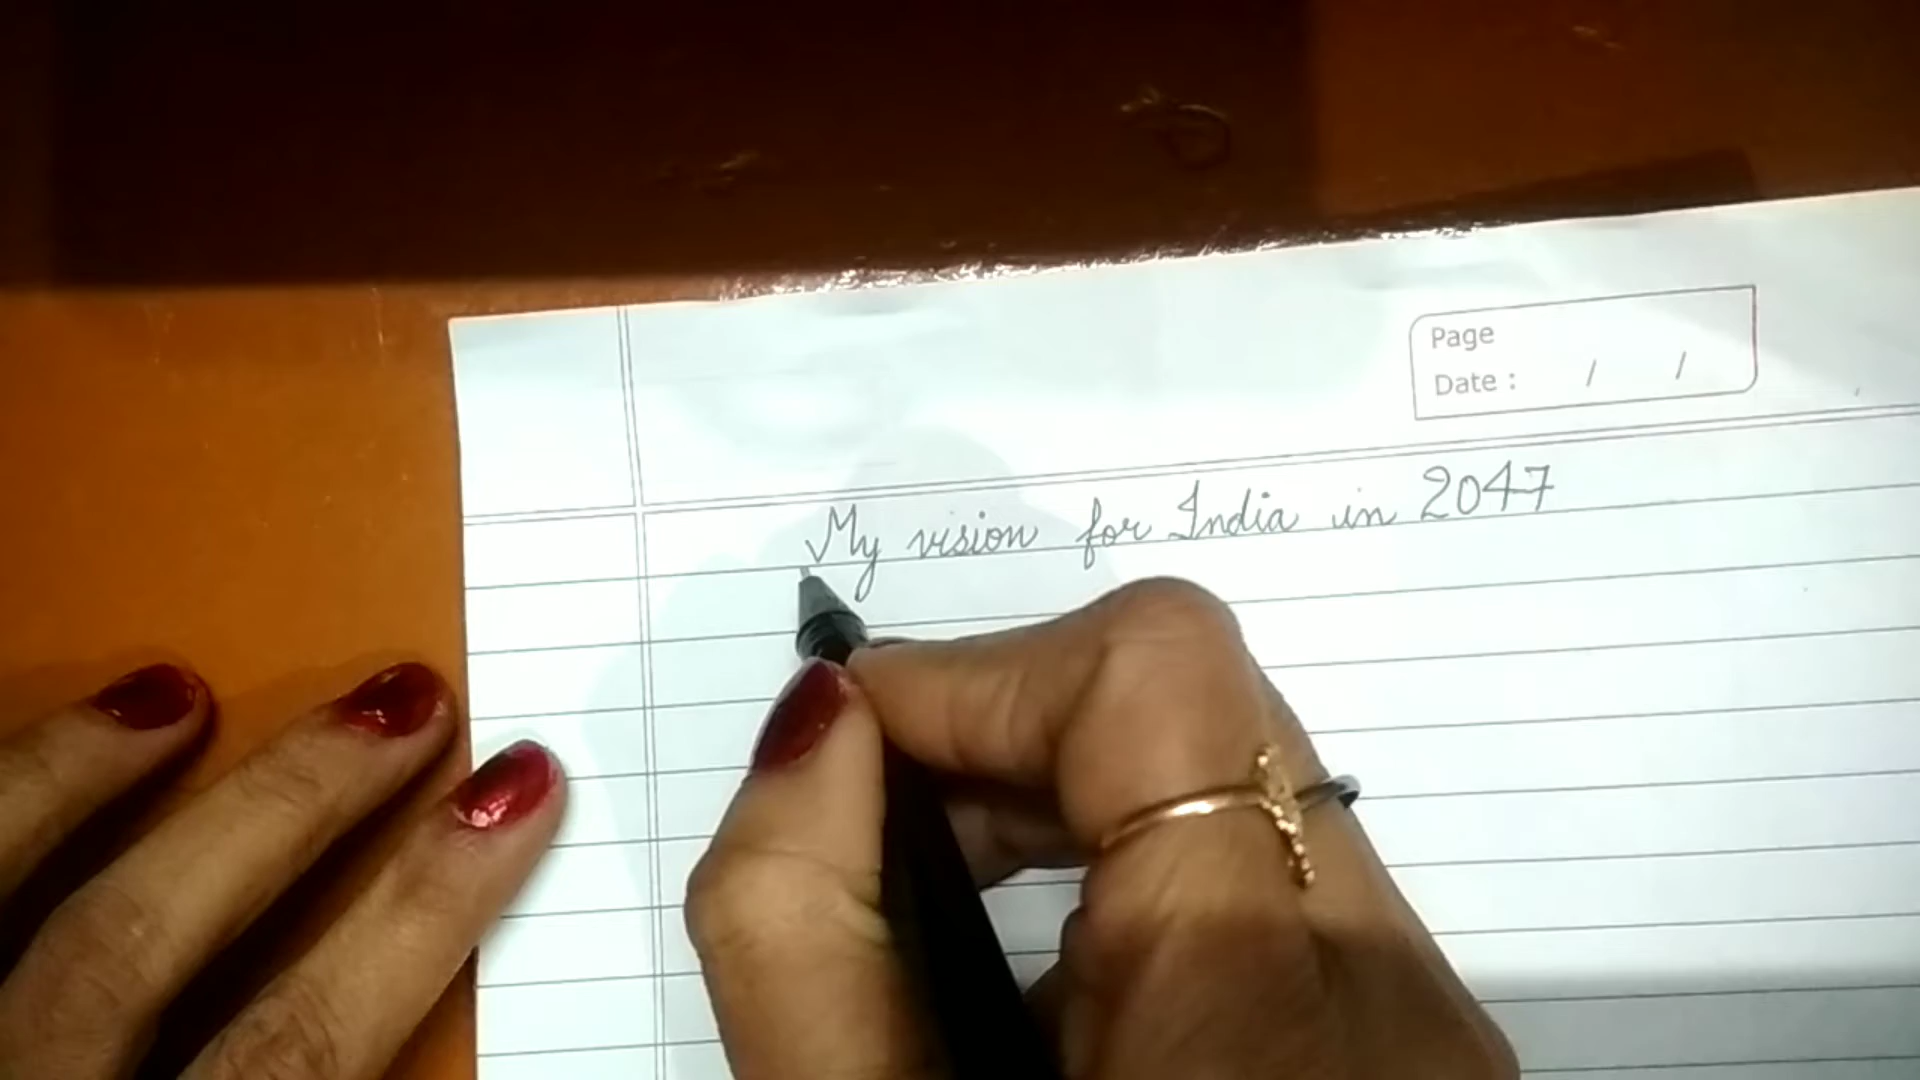 Page
Date : / /
My vision for India in 2047